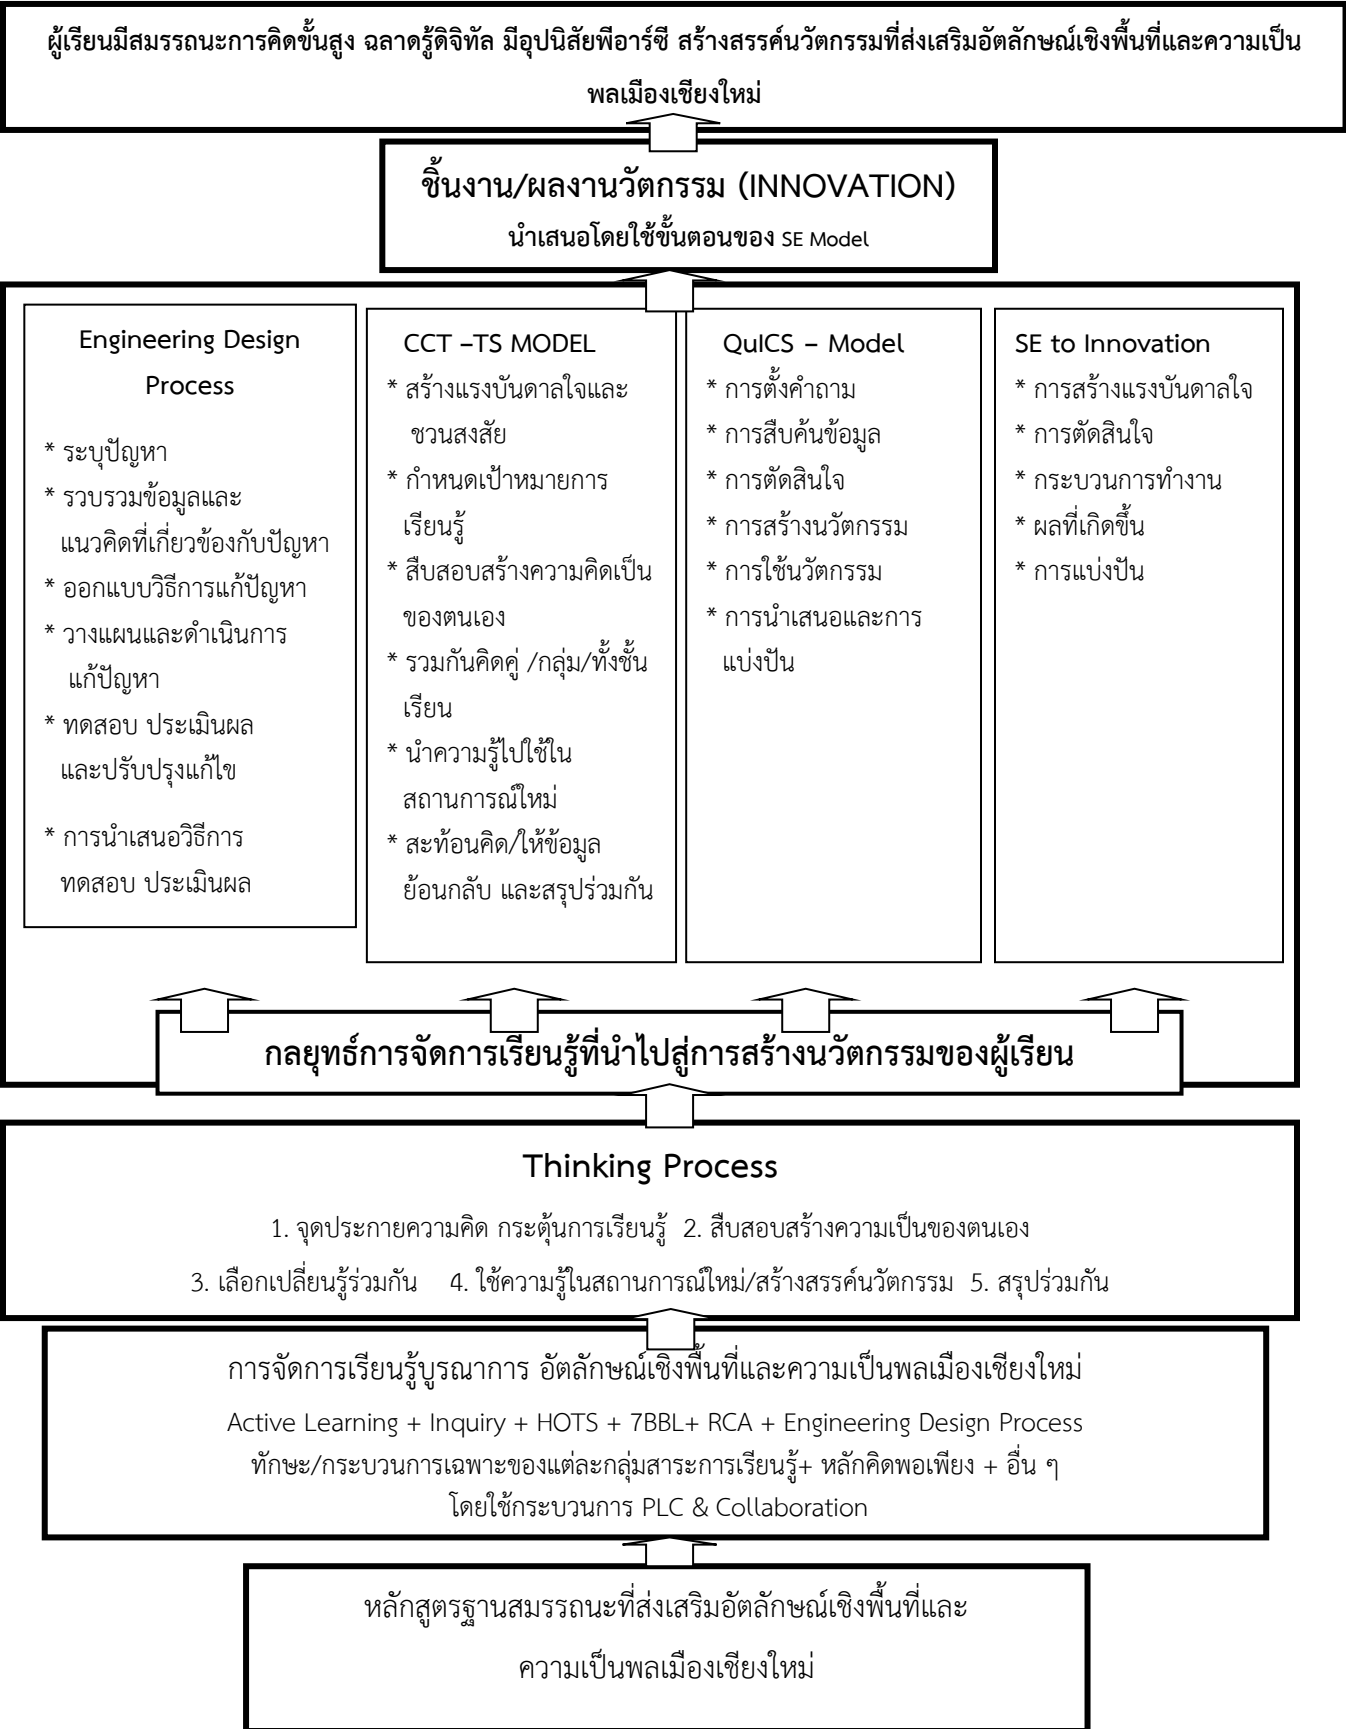 ผู้เรียนมีสมรรถนะการคิดขั้นสูง ฉลาดรู้ดิจิทัล มีอุปนิสัยพีอาร์ซี สร้างสรรค์นวัตกรรมที่ส่งเสริมอัตลักษณ์เชิงพื้นที่และความเป็น
พลเมืองเชียงใหม่
ชิ้นงาน/ผลงานวัตกรรม (INNOVATION)
นำเสนอโดยใช้ขั้นตอนของ SE Model
Engineering Design
Process
* ระบุปัญหา
* รวบรวมข้อมูลและ
แนวคิดที่เกี่ยวข้องกับปัญหา
* ออกแบบวิธีการแก้ปัญหา
* วางแผนและดำเนินการ
แก้ปัญหา
* ทดสอบ ประเมินผล
และปรับปรุงแก้ไข
* การนำเสนอวิธีการ
ทดสอบ ประเมินผล
CCT –TS MODEL
* สร้างแรงบันดาลใจและ
ชวนสงสัย
* กำหนดเป้าหมายการ
เรียนรู้
* สืบสอบสร้างความคิดเป็น
ของตนเอง
* รวมกันคิดคู่ /กลุ่ม/ทั้งชั้น
เรียน
* นำความรู้ไปใช้ใน
สถานการณ์ใหม่
* สะท้อนคิด/ให้ข้อมูล
ย้อนกลับ และสรุปร่วมกัน
QuICS – Model
* การตั้งคำถาม
* การสืบค้นข้อมูล
* การตัดสินใจ
* การสร้างนวัตกรรม
* การใช้นวัตกรรม
* การนำเสนอและการ
แบ่งปัน
SE to Innovation
* การสร้างแรงบันดาลใจ
* การตัดสินใจ
* กระบวนการทำงาน
* ผลที่เกิดขึ้น
* การแบ่งปัน
กลยุทธ์การจัดการเรียนรู้ที่นำไปสู่การสร้างนวัตกรรมของผู้เรียน
Thinking Process
1. จุดประกายความคิด กระตุ้นการเรียนรู้ 2. สืบสอบสร้างความเป็นของตนเอง
3. เลือกเปลี่ยนรู้ร่วมกัน 4. ใช้ความรู้ในสถานการณ์ใหม่/สร้างสรรค์นวัตกรรม 5. สรุปร่วมกัน
การจัดการเรียนรู้บูรณาการ อัตลักษณ์เชิงพื้นที่และความเป็นพลเมืองเชียงใหม่
Active Learning + Inquiry + HOTS + 7BBL+ RCA + Engineering Design Process
ทักษะ/กระบวนการเฉพาะของแต่ละกลุ่มสาระการเรียนรู้+ หลักคิดพอเพียง + อื่น ๆ
โดยใช้กระบวนการ PLC & Collaboration
หลักสูตรฐานสมรรถนะที่ส่งเสริมอัตลักษณ์เชิงพื้นที่และ
ความเป็นพลเมืองเชียงใหม่